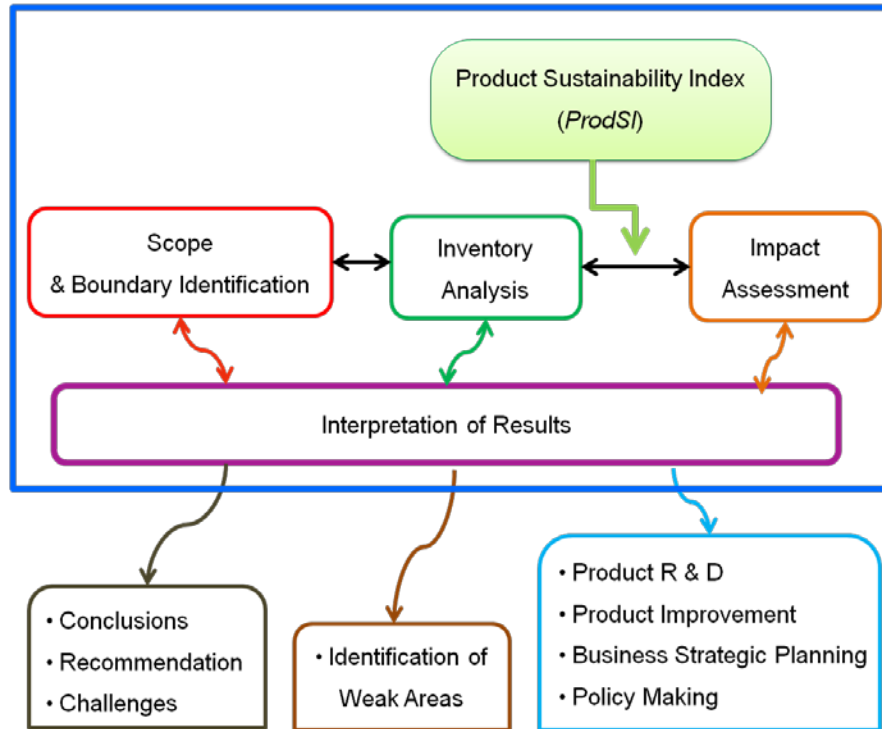 Product Sustainability Index
(ProdSI)
Scope
& Boundary Identification
Inventory
Analysis
Impact
Assessment
Interpretation of Results
• Conclusions
• Recommendation
• Challenges
• Identification of
Weak Areas
• Product R & D
• Product Improvement
• Business Strategic Planning
• Policy Making